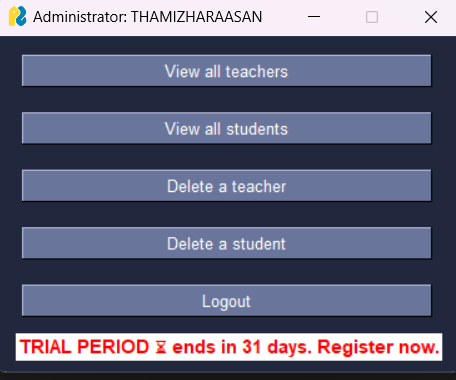 Administrator: THAMIZHARAASAN
View all teachers
View all students
Delete a teacher
Delete a student
Logout
TRIAL PERIOD ⌛ ends in 31 days. Register now.